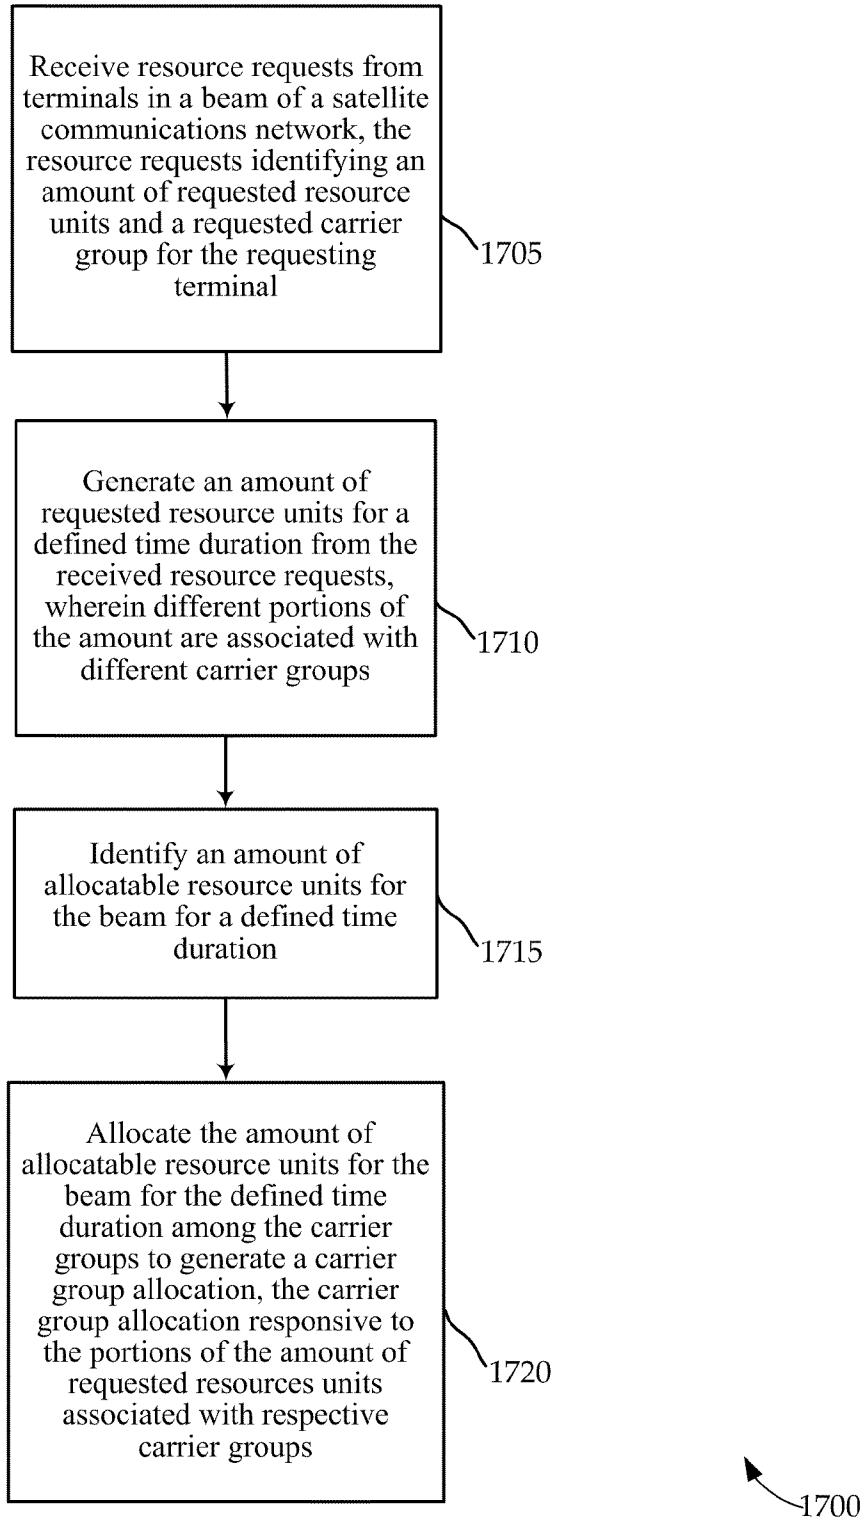 Receive resource requests from
terminals in a beam of a satellite
communications network, the
resource requests identifying an
amount of requested resource
units and a requested carrier
group for the requesting
terminal
1705
Generate an amount of
requested resource units for a
defined time duration from the
received resource requests,
wherein different portions of
the amount are associated with
different carrier groups
1710
Identify an amount of
allocatable resource units for
the beam for a defined time
duration
1715
Allocate the amount of
allocatable resource units for the
beam for the defined time
duration among the carrier
groups to generate a carrier
group allocation, the carrier
group allocation responsive to
the portions of the amount of
requested resources units
associated with respective
carrier groups
1720
1700